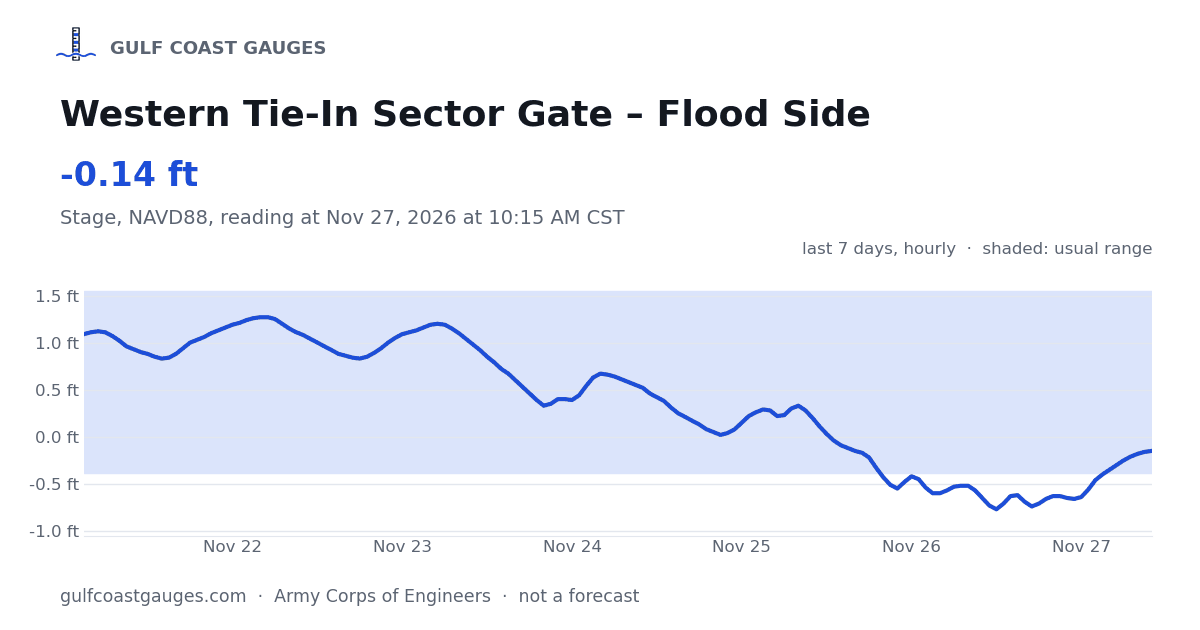 GULF COAST GAUGES
Western Tie-In Sector Gate – Flood Side
-0.14 ft
Stage, NAVD88, reading at Nov 27, 2026 at 10:15 AM CST
last 7 days, hourly · shaded: usual range
1.5 ft
1.0 ft
0.5 ft
0.0 ft
-0.5 ft
-1.0 ft
Nov 22 Nov 23 Nov 24 Nov 25 Nov 26 Nov 27
gulfcoastgauges.com · Army Corps of Engineers · not a forecast